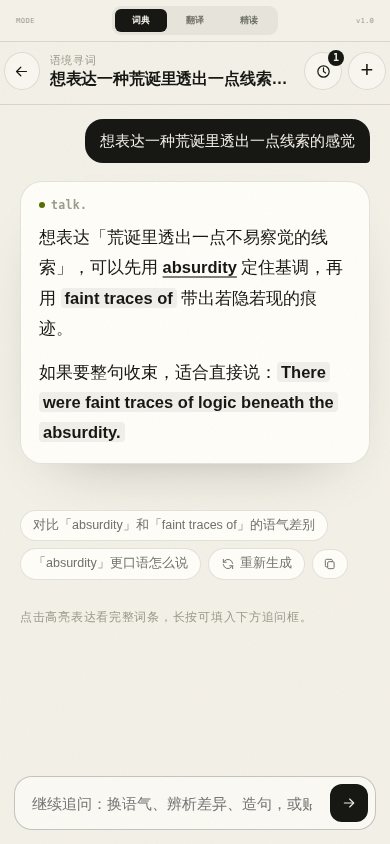 MODE
词典 翻译 精读
v1.0
语境寻词
想表达一种荒诞里透出一点线索…
1
想表达一种荒诞里透出一点线索的感觉
talk.
想表达「荒诞里透出一点不易察觉的线
索」，可以先用 absurdity 定住基调，再
用 faint traces of 带出若隐若现的痕
迹。
如果要整句收束，适合直接说：There
were faint traces of logic beneath the
absurdity.
对比「absurdity」和「faint traces of」的语气差别
「absurdity」更口语怎么说
重新生成
点击高亮表达看完整词条，长按可填入下方追问框。
继续追问：换语气、辨析差异、造句，或